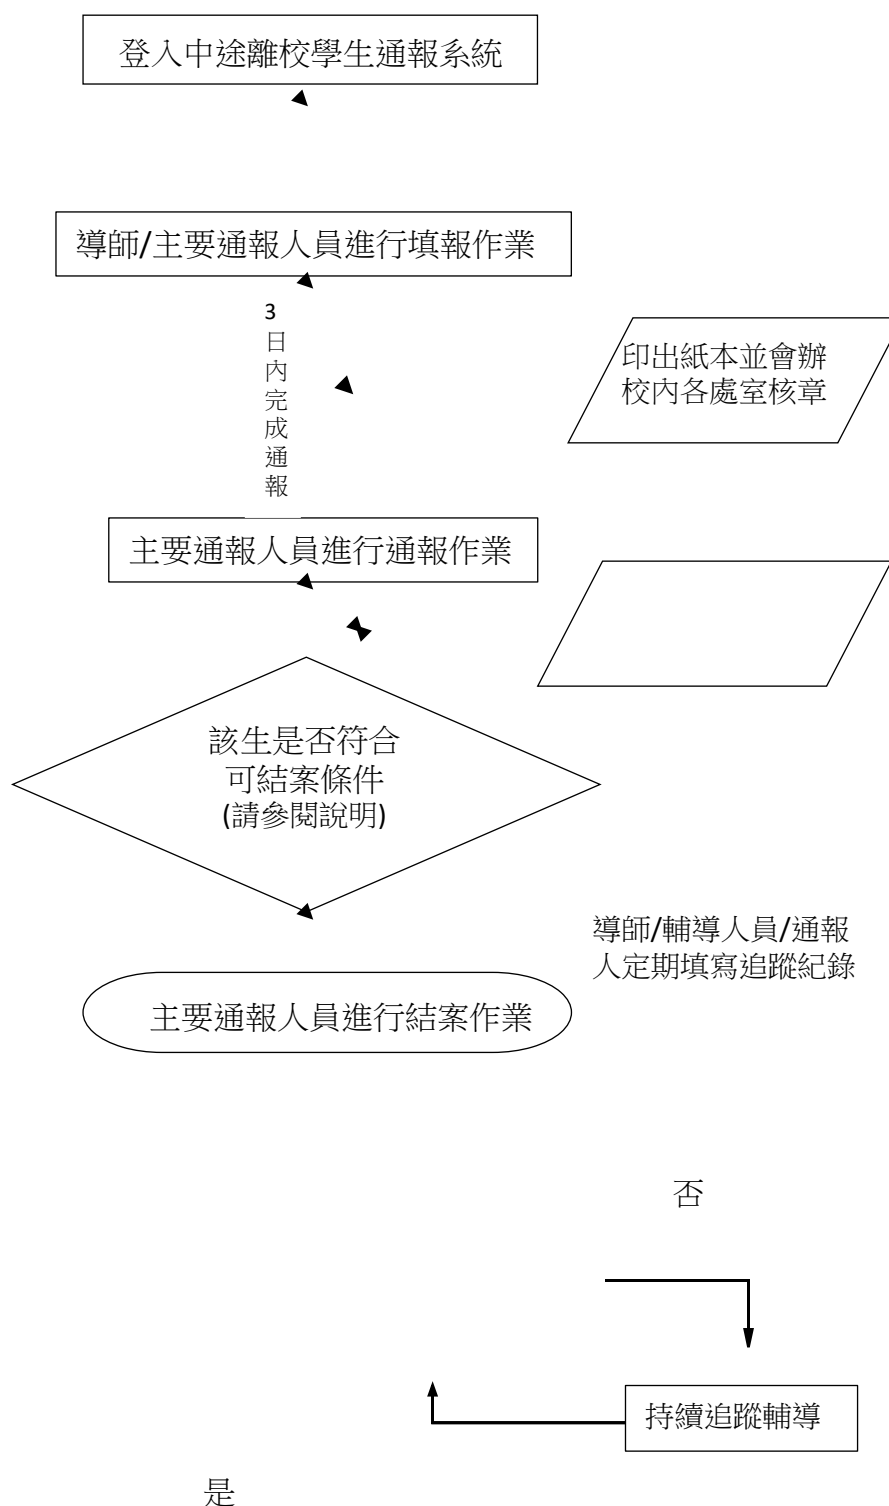 登入中途離校學生通報系統
導師/主要通報人員進行填報作業
3
日
內
完
成
通
報
印出紙本並會辦
校內各處室核章
主要通報人員進行通報作業
該生是否符合
可結案條件
(請參閱說明)
導師/輔導人員/通報
人定期填寫追蹤紀錄
主要通報人員進行結案作業
否
持續追蹤輔導
是